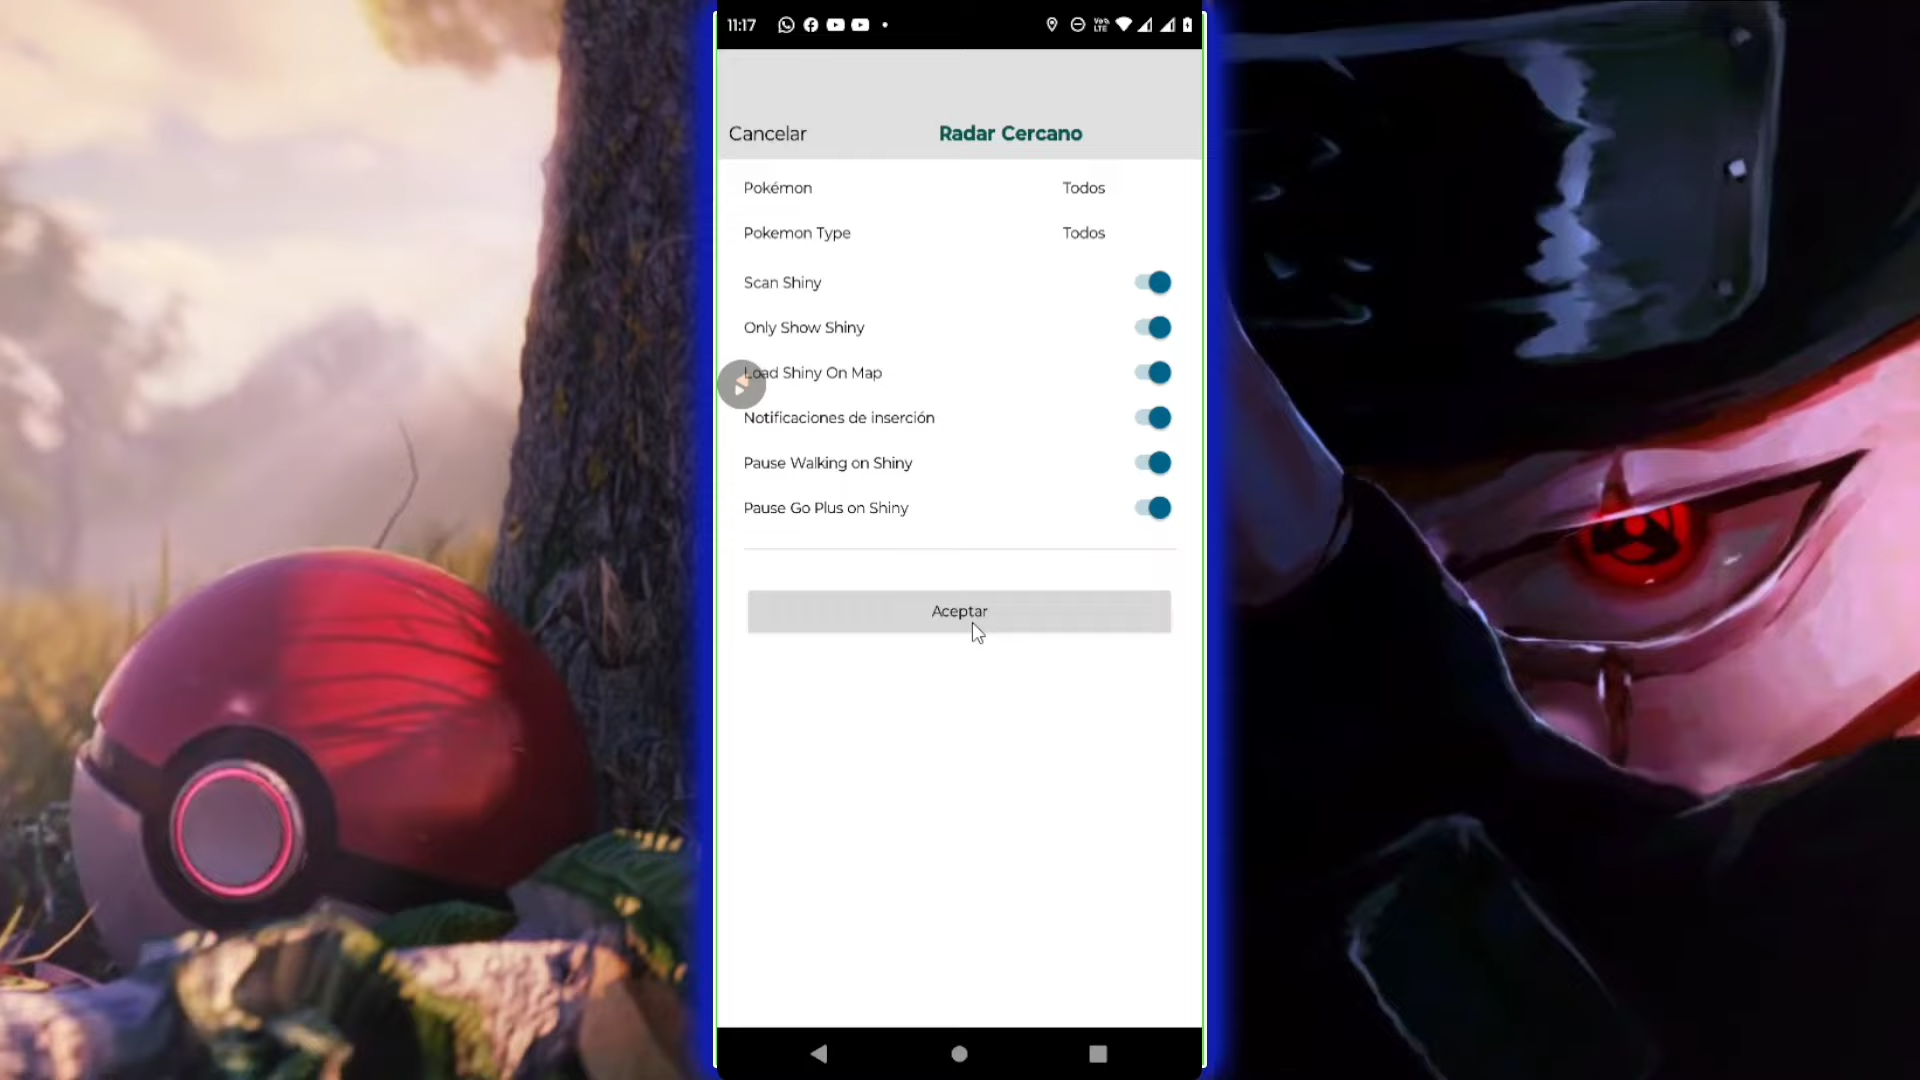 11:17
VoLTE
Cancelar
Radar Cercano
Pokémon Todos
Pokemon Type Todos
Scan Shiny
Only Show Shiny
Load Shiny On Map
Notificaciones de inserción
Pause Walking on Shiny
Pause Go Plus on Shiny
Aceptar